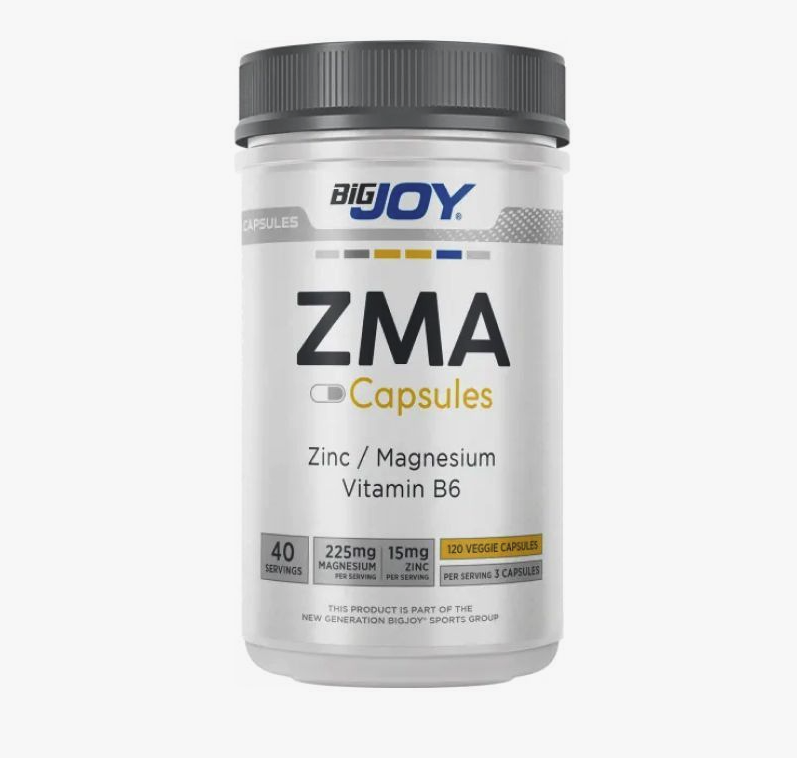 BiGJOY®
CAPSULES
ZMA
Capsules
Zinc / Magnesium
Vitamin B6
40
SERVINGS
225mg
MAGNESIUM
PER SERVING
15mg
ZINC
PER SERVING
120 VEGGIE CAPSULES
PER SERVING 3 CAPSULES
THIS PRODUCT IS PART OF THE
NEW GENERATION BIGJOY® SPORTS GROUP